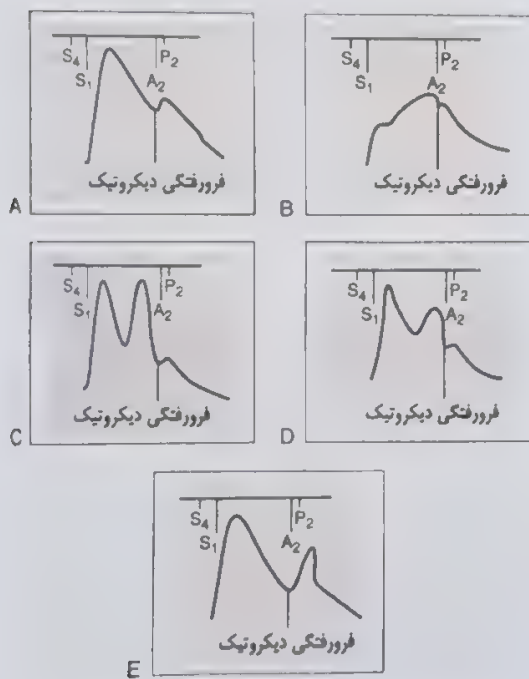 S4 S1 A2 P2
فرورفتگی دیکروتیک
A
S4 S1 A2 P2
فرورفتگی دیکروتیک
B
S4 S1 A2 P2
فرورفتگی دیکروتیک
C
S4 S1 A2 P2
فرورفتگی دیکروتیک
D
S4 S1 A2 P2
فرورفتگی دیکروتیک
E